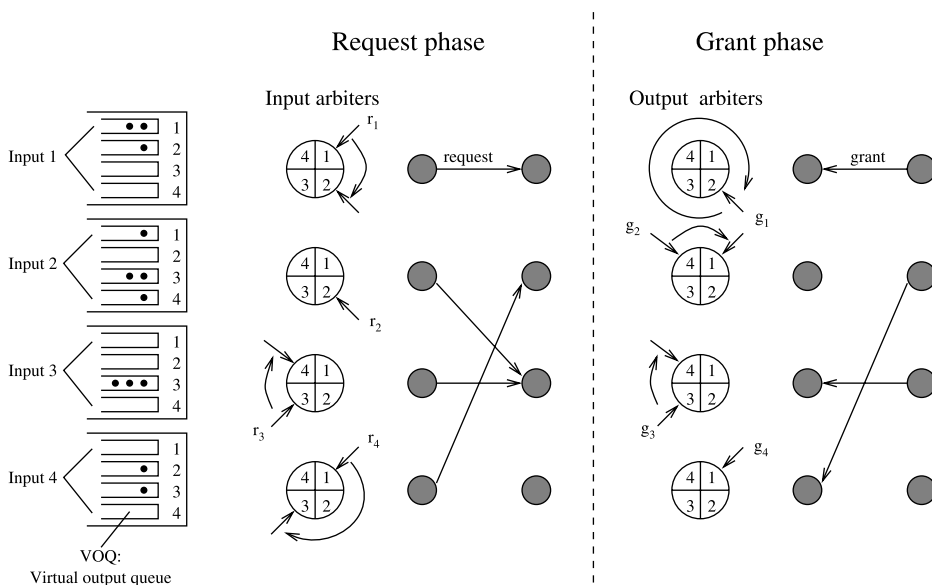 Request phase
Grant phase
Input arbiters
Output arbiters
Input 1
1
2
3
4
r1
4 1
3 2
request
4 1
3 2
g1
grant
Input 2
1
2
3
4
4 1
3 2
r2
g2
4 1
3 2
Input 3
1
2
3
4
4 1
3 2
r3
4 1
3 2
g3
Input 4
1
2
3
4
r4
4 1
3 2
g4
4 1
3 2
VOQ:
Virtual output queue